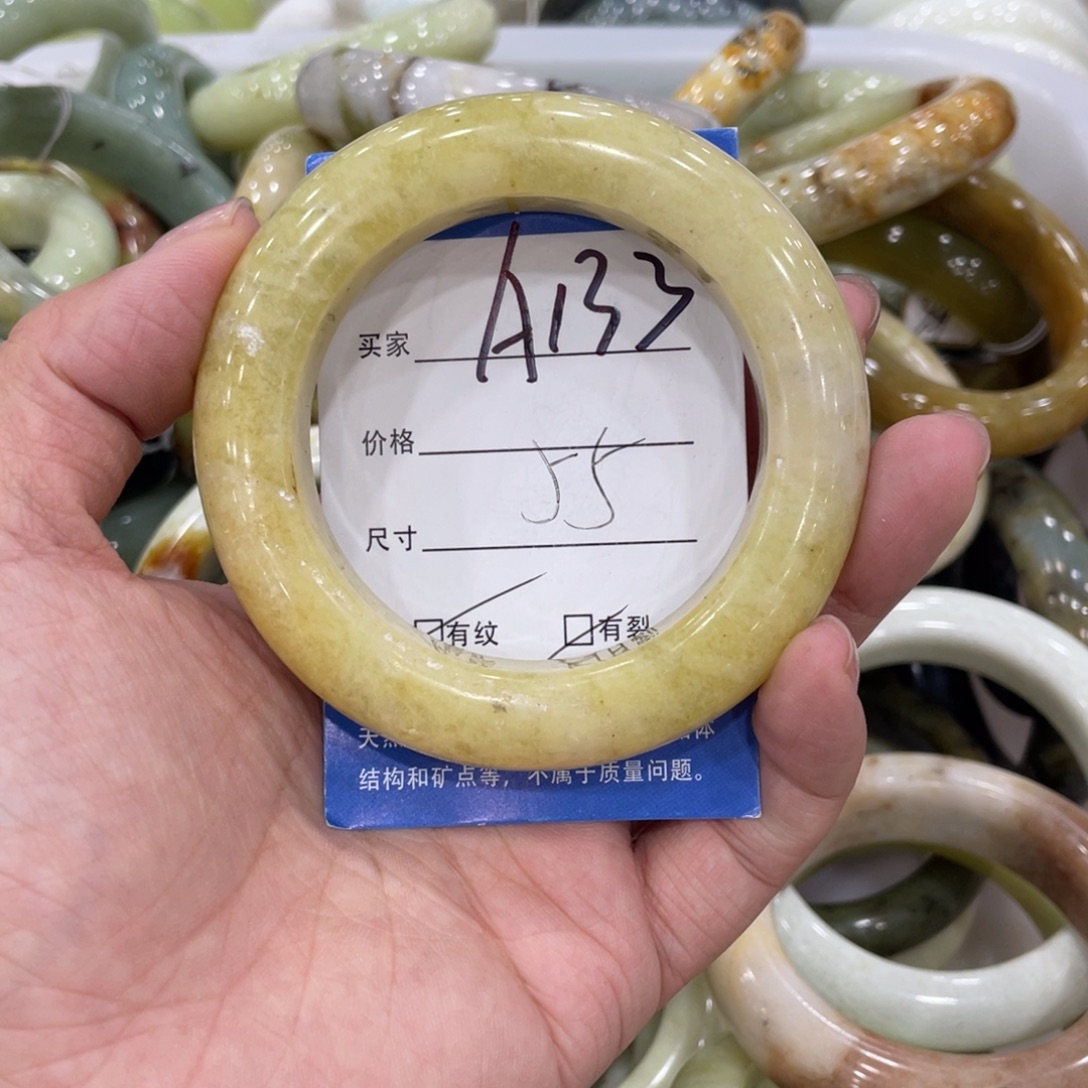 买家 A133
价格
55
尺寸
有纹 有裂
结构和矿点等，不属于质量问题。